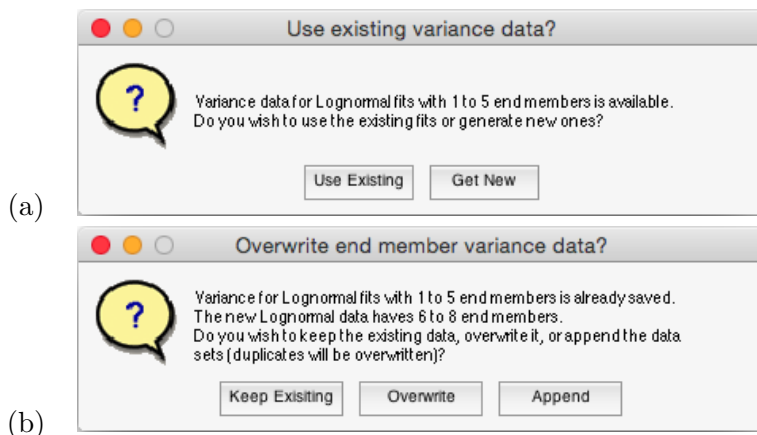 Use existing variance data?
Variance data for Lognormal fits with 1 to 5 end members is available.
Do you wish to use the existing fits or generate new ones?
Use Existing Get New
(a)
Overwrite end member variance data?
Variance for Lognormal fits with 1 to 5 end members is already saved.
The new Lognormal data haves 6 to 8 end members.
Do you wish to keep the existing data, overwrite it, or append the data
sets (duplicates will be overwritten)?
Keep Exisiting Overwrite Append
(b)